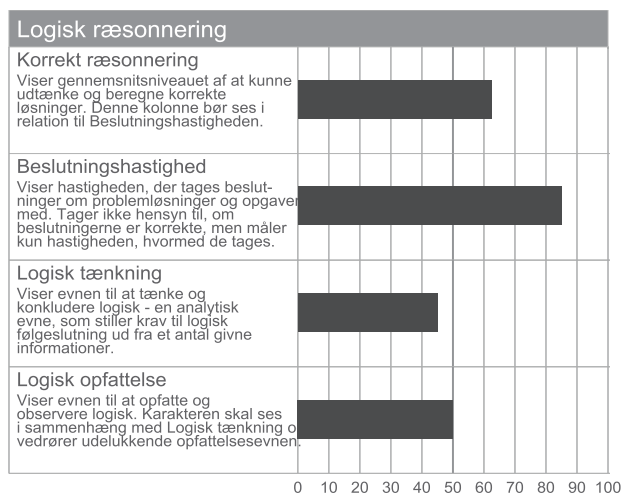 Logisk ræsonnering
Korrekt ræsonnering
Viser gennemsnitsniveauet af at kunne
udtænke og beregne korrekte
løsninger. Denne kolonne bør ses i
relation til Beslutningshastigheden.
Beslutningshastighed
Viser hastigheden, der tages beslut-
ninger om problemløsninger og opgaver
med. Tager ikke hensyn til, om
beslutningerne er korrekte, men måler
kun hastigheden, hvormed de tages.
Logisk tænkning
Viser evnen til at tænke og
konkludere logisk - en analytisk
evne, som stiller krav til logisk
følgeslutning ud fra et antal givne
informationer.
Logisk opfattelse
Viser evnen til at opfatte og
observere logisk. Karakteren skal ses
i sammenhæng med Logisk tænkning o
vedrører udelukkende opfattelsesevnen.
0 10 20 30 40 50 60 70 80 90 100